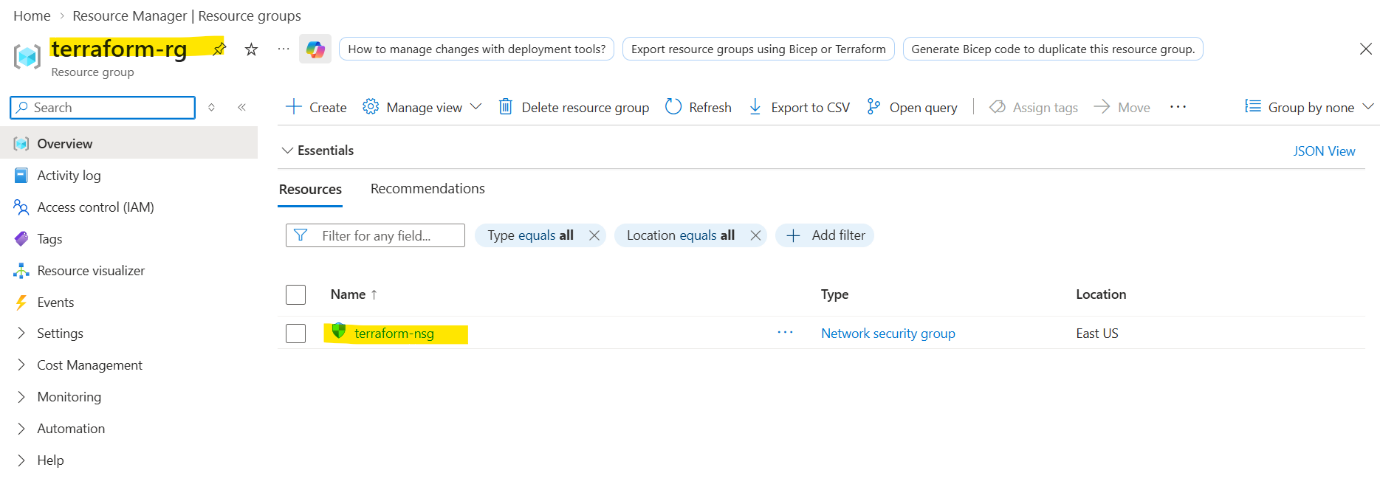 Home > Resource Manager | Resource groups
terraform-rg
Resource group
How to manage changes with deployment tools?
Export resource groups using Bicep or Terraform
Generate Bicep code to duplicate this resource group.
Search
Overview
Activity log
Access control (IAM)
Tags
Resource visualizer
Events
Settings
Cost Management
Monitoring
Automation
Help
Create
Manage view
Delete resource group
Refresh
Export to CSV
Open query
Assign tags
Move
Group by none
Essentials
JSON View
Resources
Recommendations
Filter for any field...
Type equals all
Location equals all
Add filter
Name ↑
Type
Location
terraform-nsg
Network security group
East US